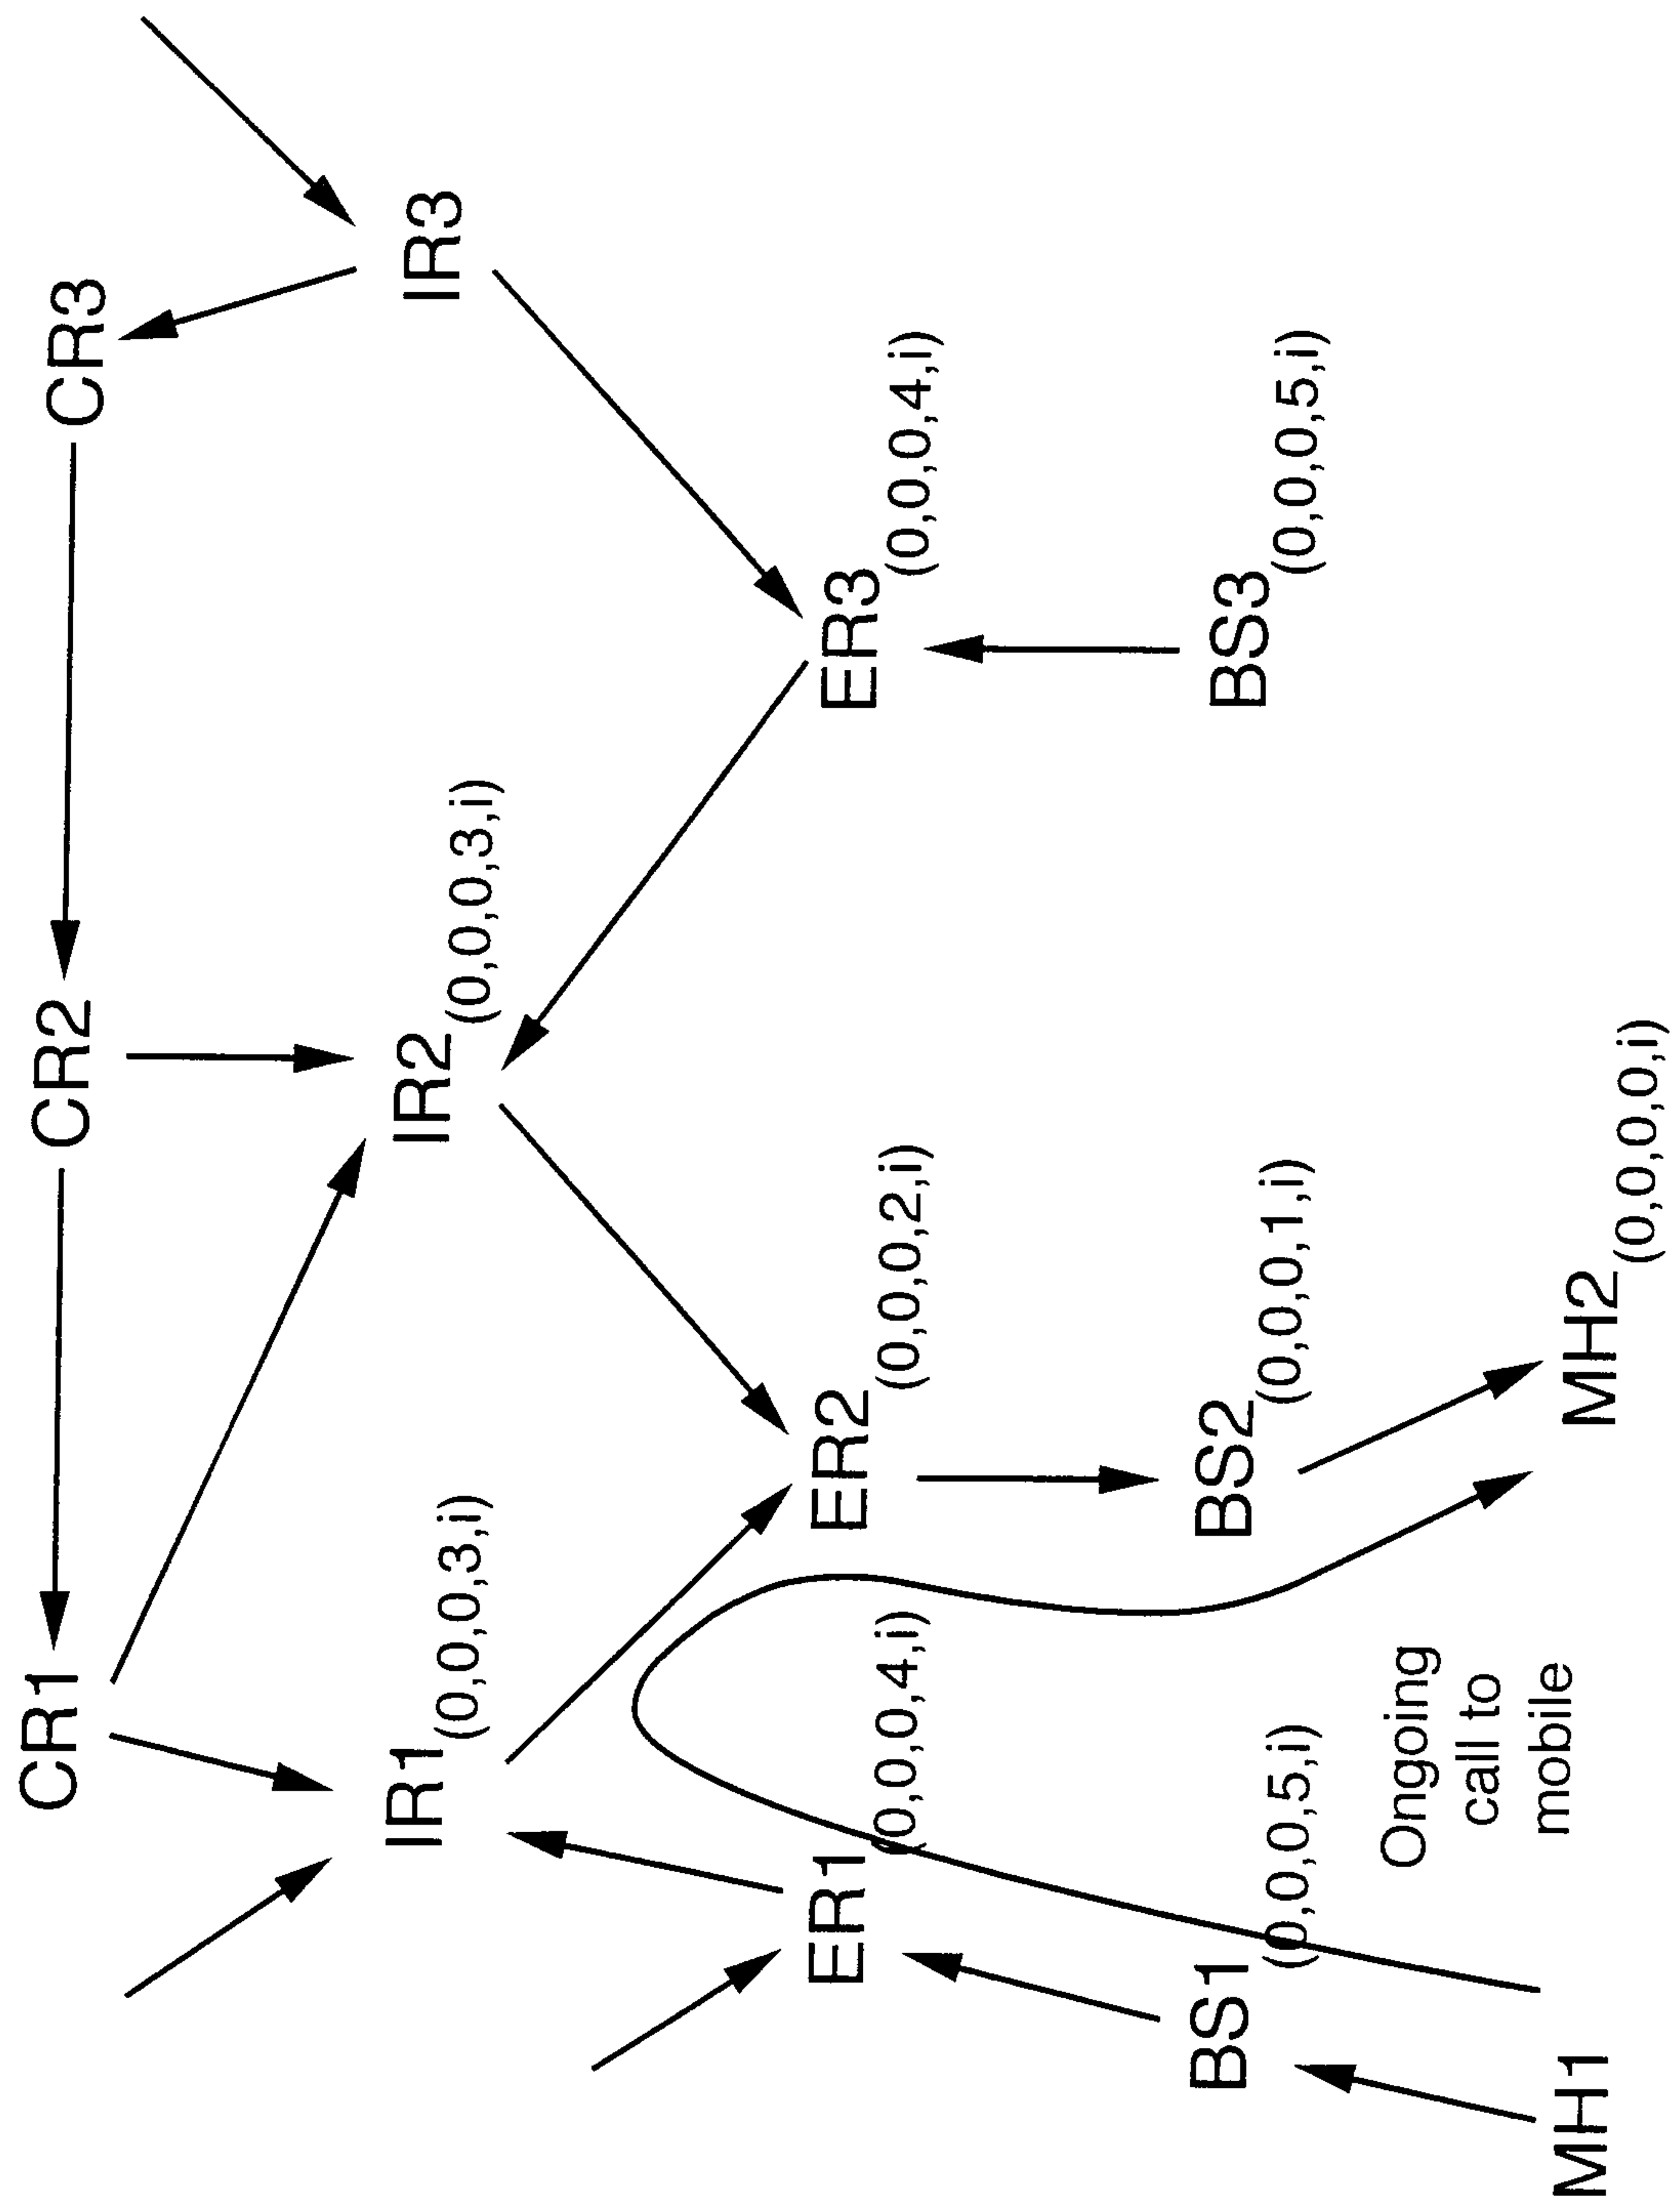 CR1
CR2
CR3
IR1(0,0,0,3,i)
IR2(0,0,0,3,i)
IR3
ER1(0,0,0,4,i)
ER2(0,0,0,2,i)
ER3(0,0,0,4,i)
BS1(0,0,0,5,i)
BS2(0,0,0,1,i)
BS3(0,0,0,5,i)
Ongoing
call to
mobile
MH1
MH2(0,0,0,0,i)